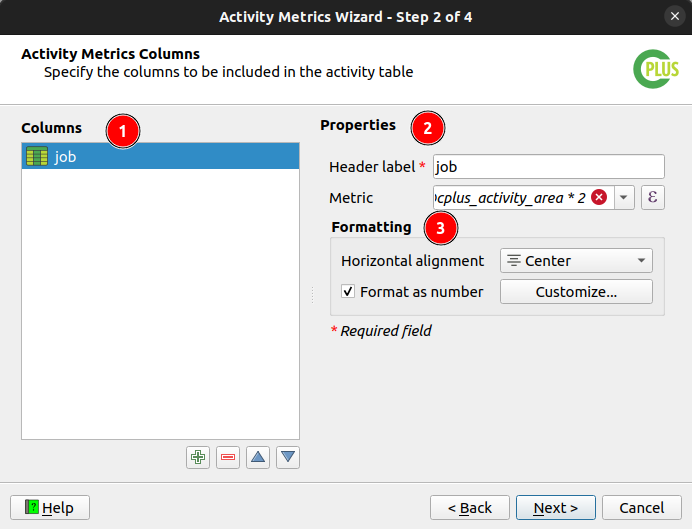 Activity Metrics Wizard - Step 2 of 4
Activity Metrics Columns
Specify the columns to be included in the activity table
CPLUS
Columns
1
Properties
2
job
Header label *
job
Metric
cplus_activity_area * 2
ε
Formatting
3
Horizontal alignment
Center
Format as number
Customize...
* Required field
Help
< Back
Next >
Cancel